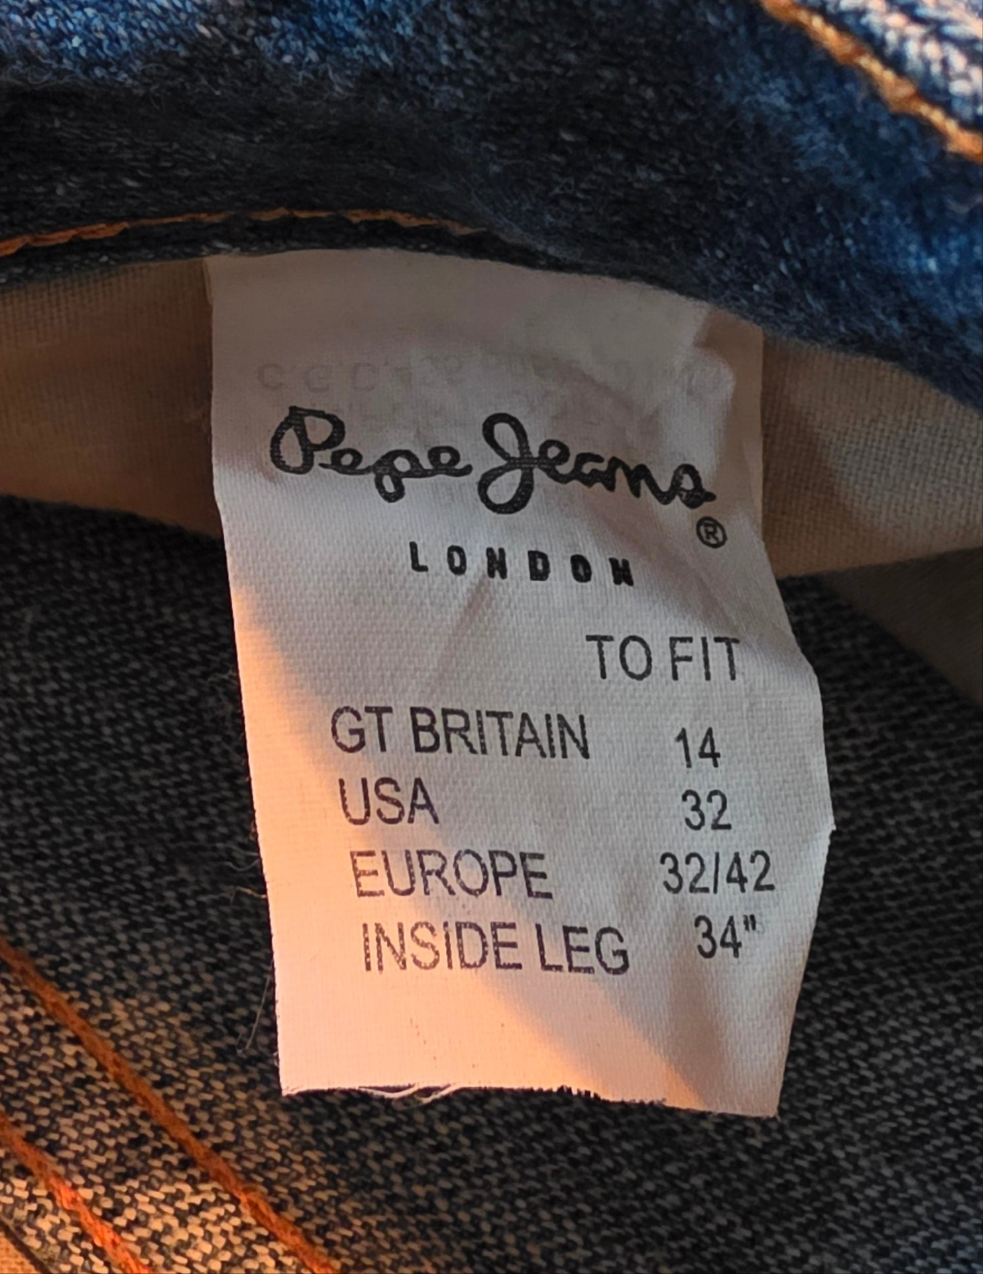 Pepe Jeans
®
LONDON
TO FIT
GT BRITAIN 14
USA 32
EUROPE 32/42
INSIDE LEG 34"